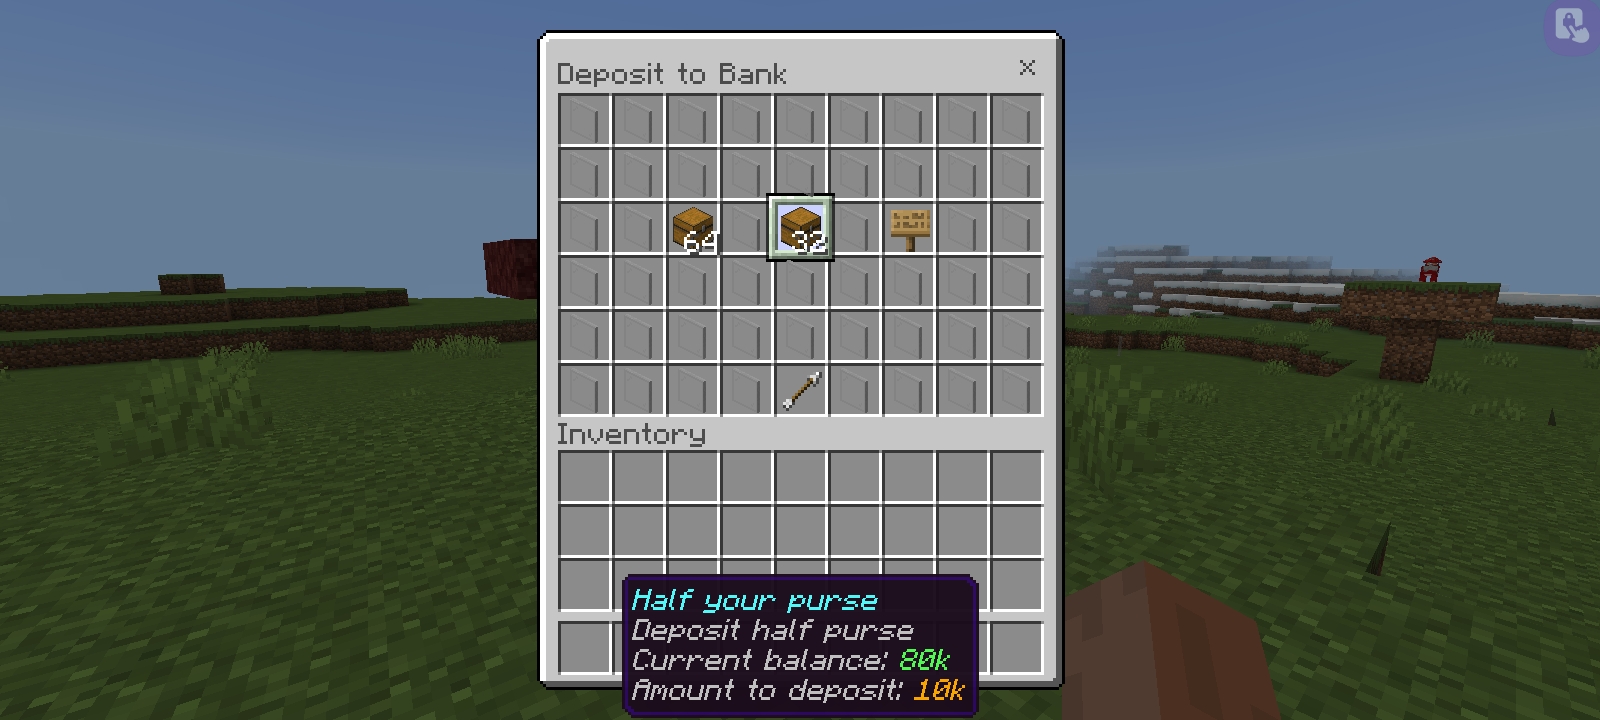 Deposit to Bank
64
32
Inventory
Half your purse
Deposit half purse
Current balance: 80k
Amount to deposit: 10k